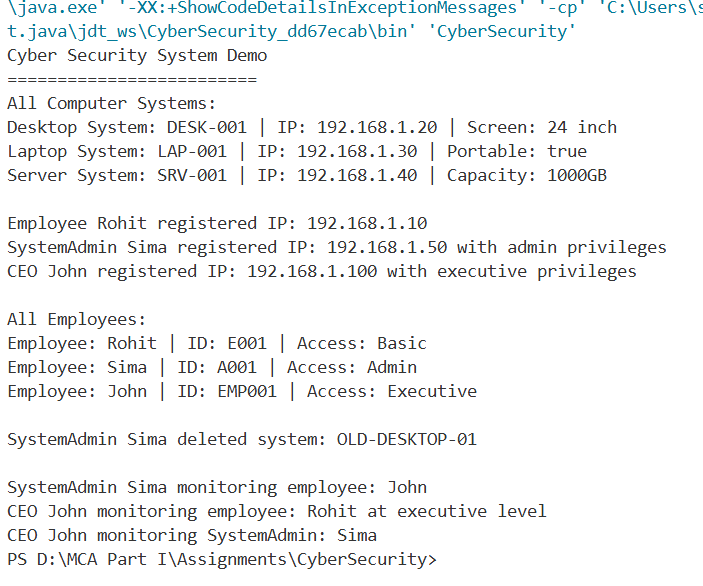 \java.exe' '-XX:+ShowCodeDetailsInExceptionMessages' '-cp' 'C:\Users\s
t.java\jdt_ws\CyberSecurity_dd67ecab\bin' 'CyberSecurity'
Cyber Security System Demo
=========================
All Computer Systems:
Desktop System: DESK-001 | IP: 192.168.1.20 | Screen: 24 inch
Laptop System: LAP-001 | IP: 192.168.1.30 | Portable: true
Server System: SRV-001 | IP: 192.168.1.40 | Capacity: 1000GB
Employee Rohit registered IP: 192.168.1.10
SystemAdmin Sima registered IP: 192.168.1.50 with admin privileges
CEO John registered IP: 192.168.1.100 with executive privileges
All Employees:
Employee: Rohit | ID: E001 | Access: Basic
Employee: Sima | ID: A001 | Access: Admin
Employee: John | ID: EMP001 | Access: Executive
SystemAdmin Sima deleted system: OLD-DESKTOP-01
SystemAdmin Sima monitoring employee: John
CEO John monitoring employee: Rohit at executive level
CEO John monitoring SystemAdmin: Sima
PS D:\MCA Part I\Assignments\CyberSecurity>